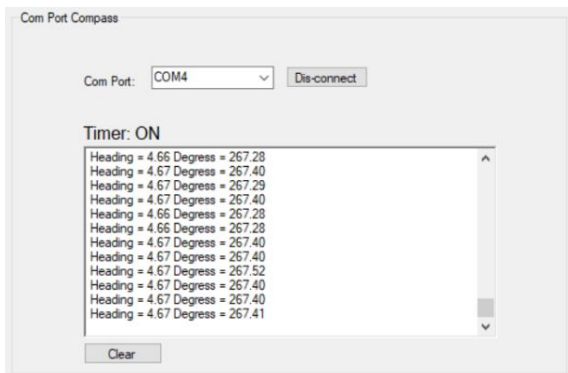 Com Port Compass
Com Port: COM4 Dis-connect
Timer: ON
Heading = 4.66 Degress = 267.28
Heading = 4.67 Degress = 267.40
Heading = 4.67 Degress = 267.29
Heading = 4.67 Degress = 267.40
Heading = 4.66 Degress = 267.28
Heading = 4.66 Degress = 267.28
Heading = 4.67 Degress = 267.40
Heading = 4.67 Degress = 267.40
Heading = 4.67 Degress = 267.52
Heading = 4.67 Degress = 267.40
Heading = 4.67 Degress = 267.40
Heading = 4.67 Degress = 267.41
Clear